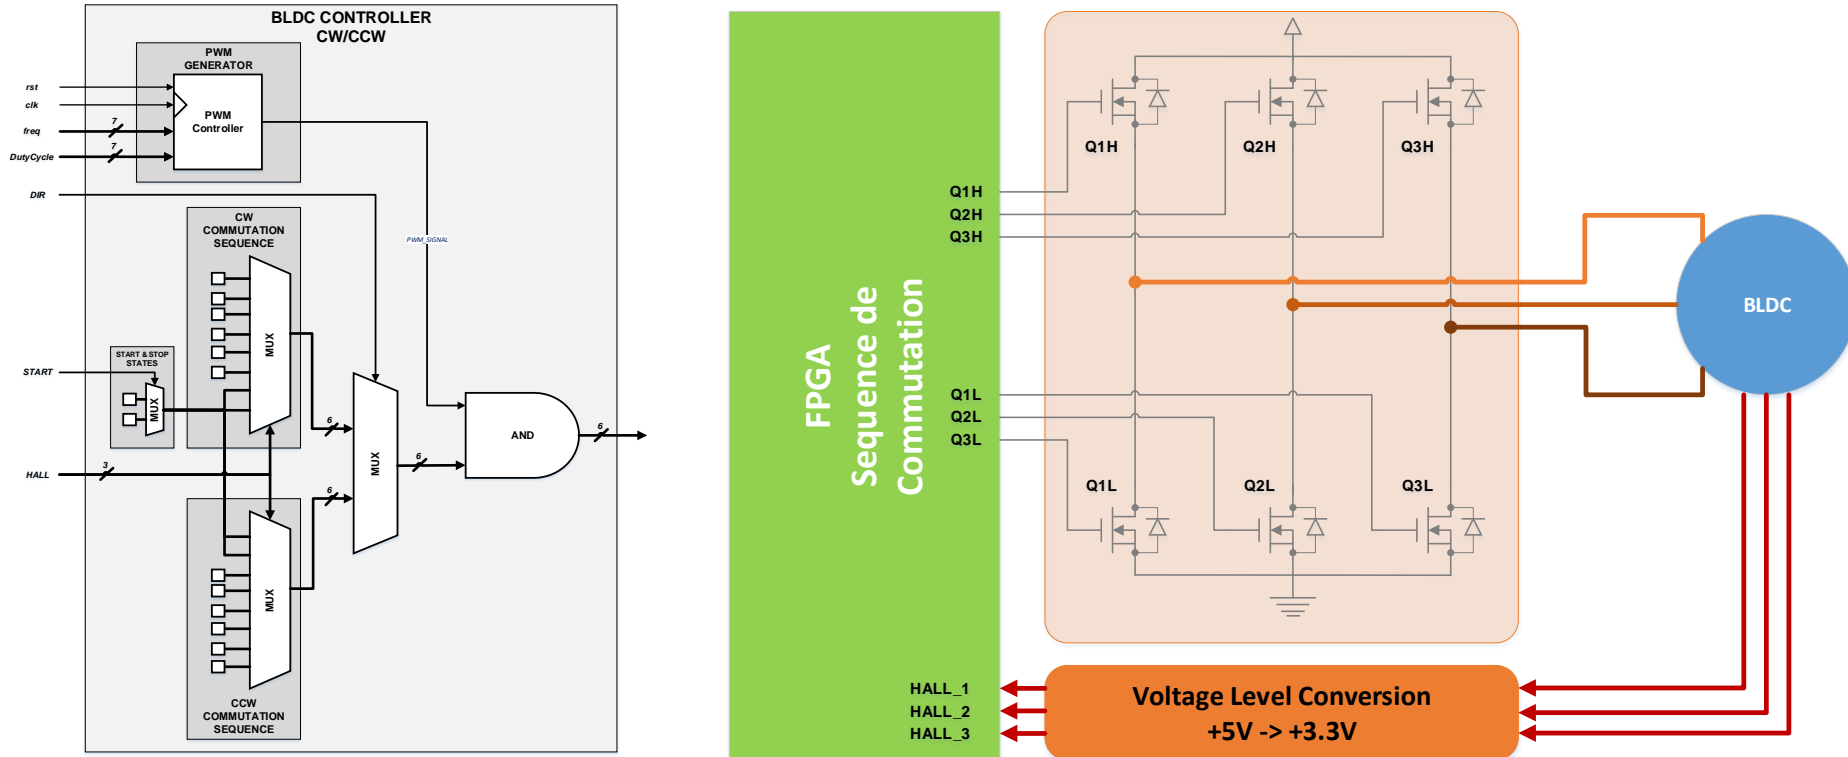 BLDC CONTROLLER
CW/CCW
PWM
GENERATOR
rst
clk
freq
7
DutyCycle
7
PWM
Controller
DIR
PWM_SIGNAL
CW
COMMUTATION
SEQUENCE
MUX
START & STOP
STATES
START
MUX
6
HALL
3
6
MUX
6
AND
6
MUX
CCW
COMMUTATION
SEQUENCE
FPGA
Sequence de
Commutation
Q1H
Q2H
Q3H
Q1L
Q2L
Q3L
HALL_1
HALL_2
HALL_3
Q1H
Q2H
Q3H
Q1L
Q2L
Q3L
BLDC
Voltage Level Conversion
+5V -> +3.3V